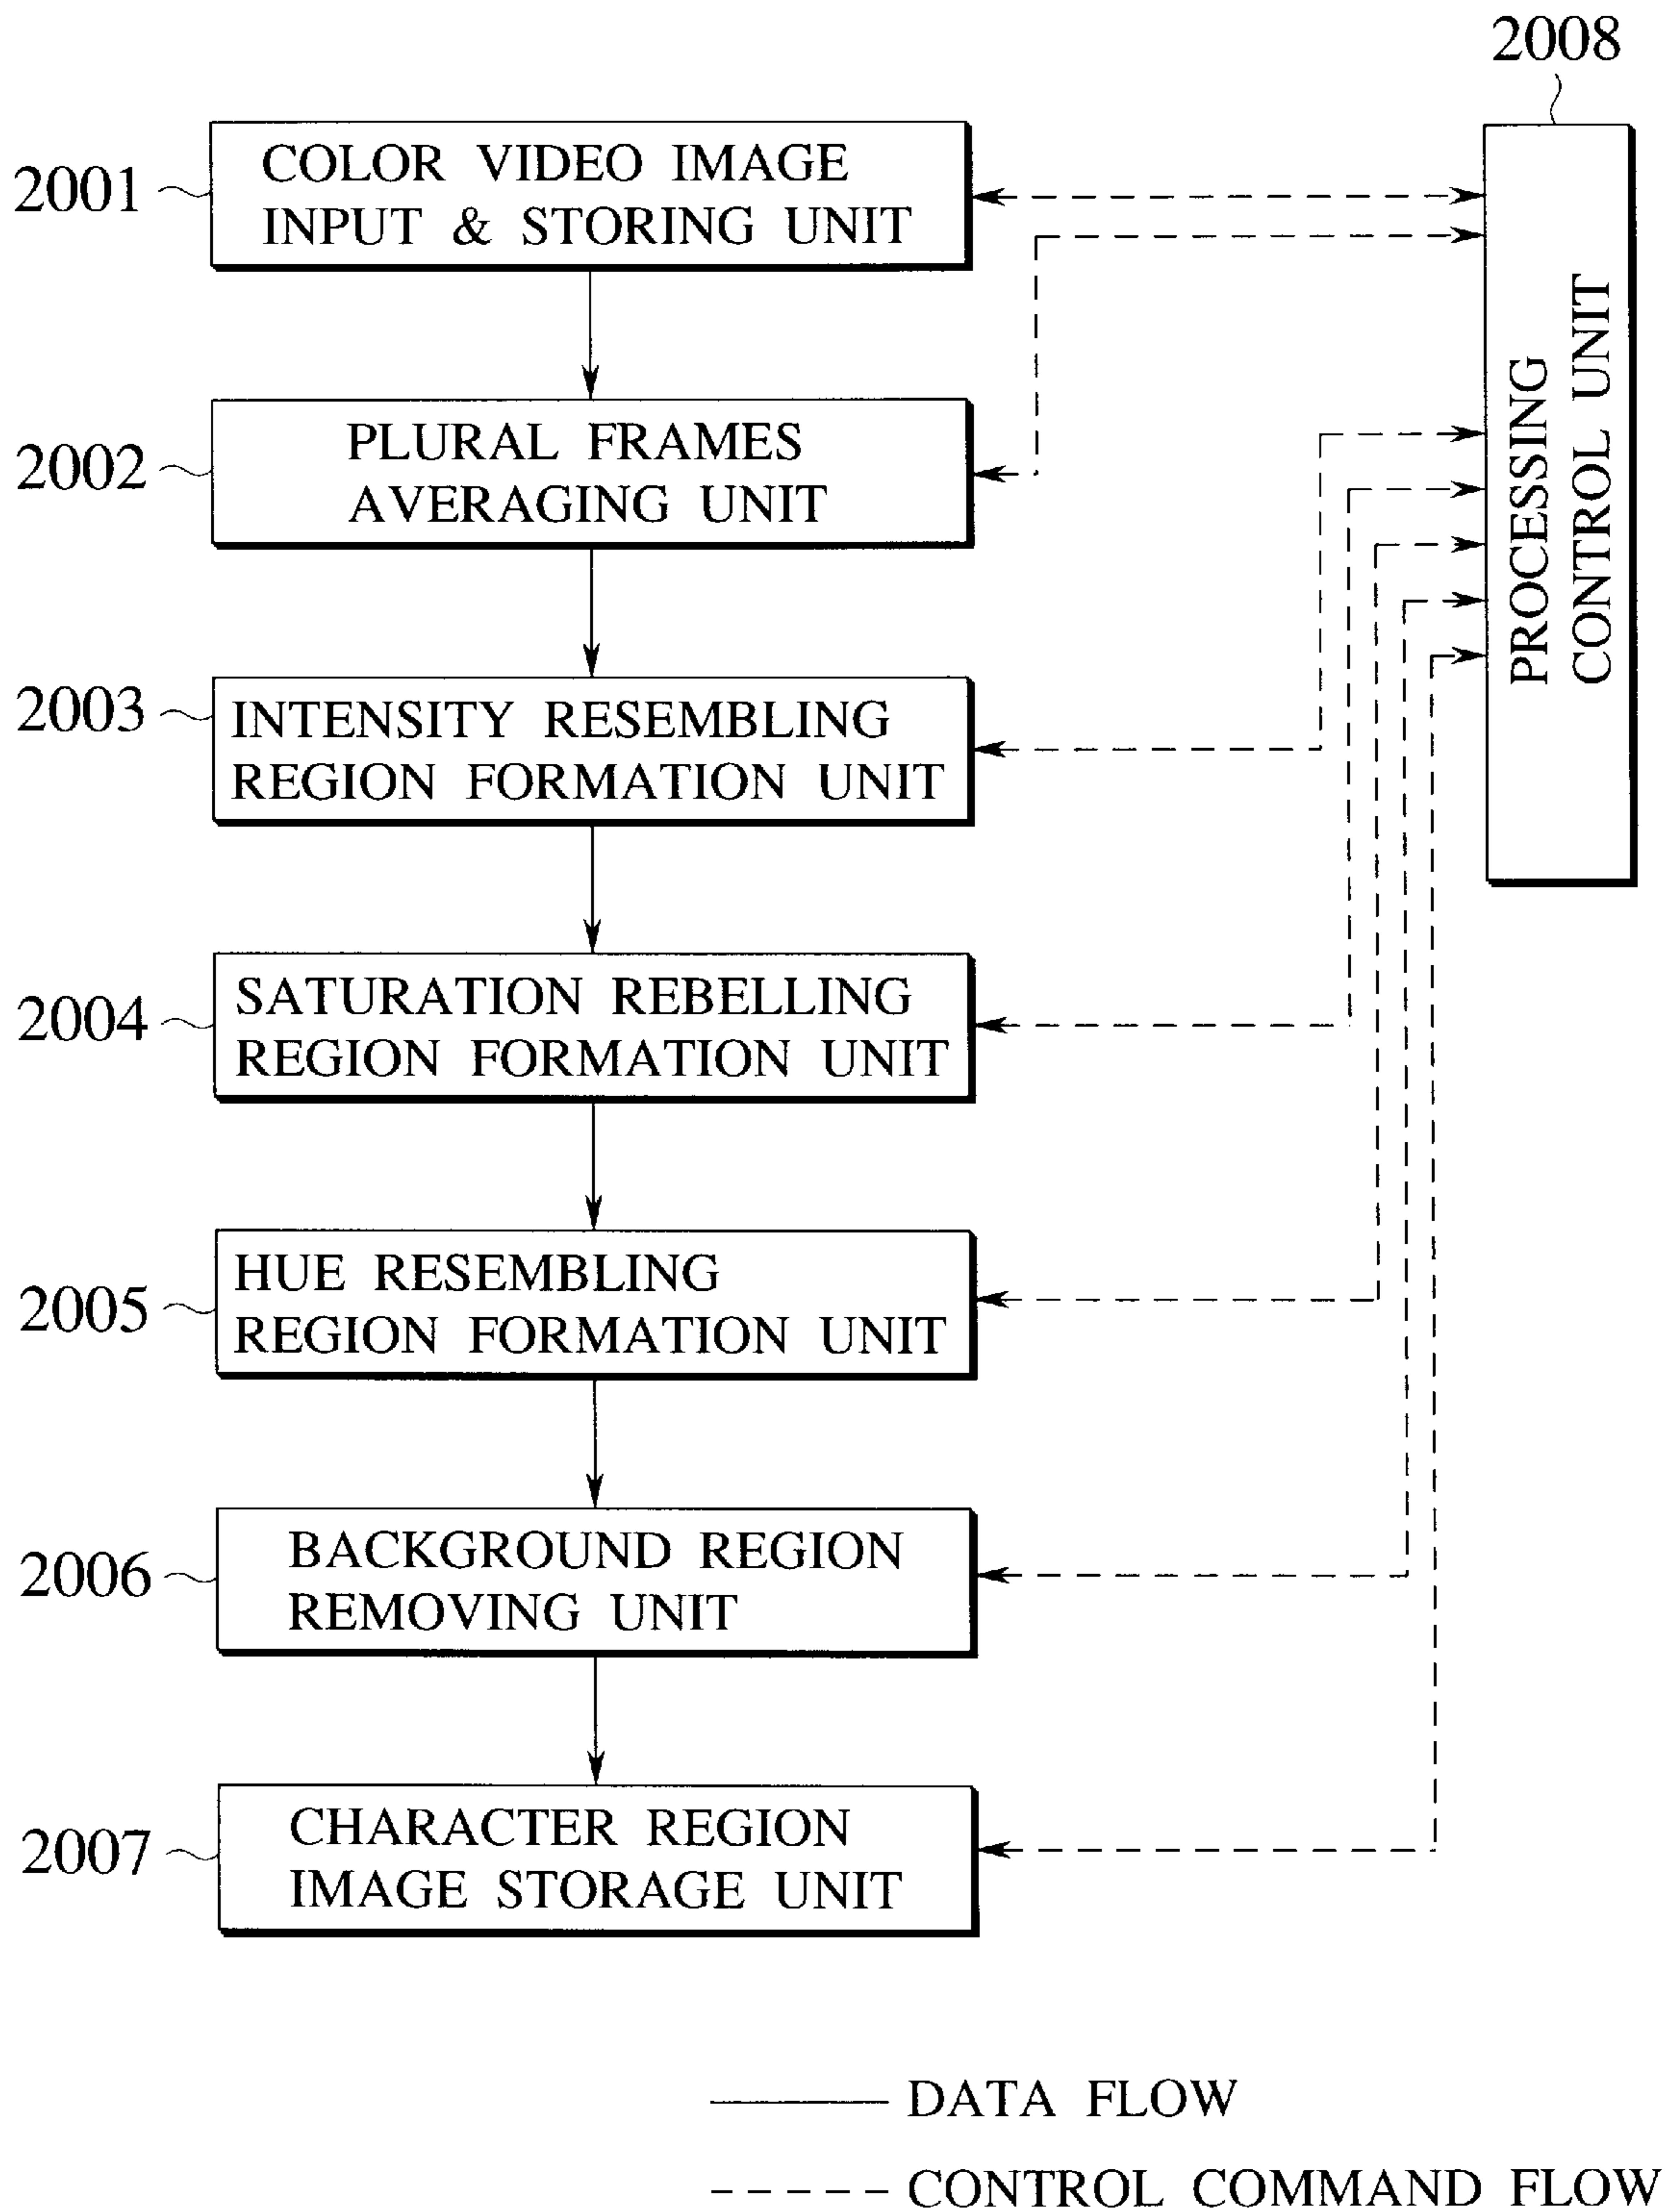 2008
2001
COLOR VIDEO IMAGE
INPUT & STORING UNIT
PROCESSING
CONTROL UNIT
2002
PLURAL FRAMES
AVERAGING UNIT
2003
INTENSITY RESEMBLING
REGION FORMATION UNIT
2004
SATURATION REBELLING
REGION FORMATION UNIT
2005
HUE RESEMBLING
REGION FORMATION UNIT
2006
BACKGROUND REGION
REMOVING UNIT
2007
CHARACTER REGION
IMAGE STORAGE UNIT
DATA FLOW
CONTROL COMMAND FLOW